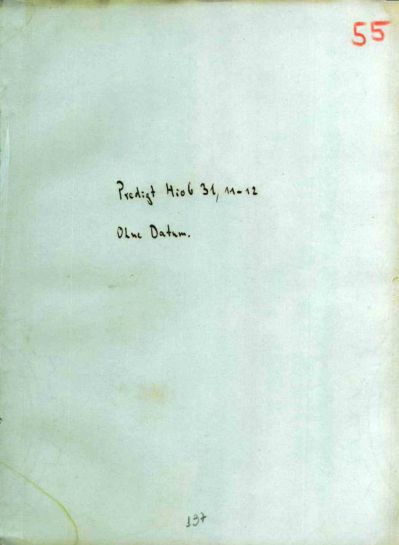 55
Predigt Hiob 31, 11-12
Ohne Datum.
137